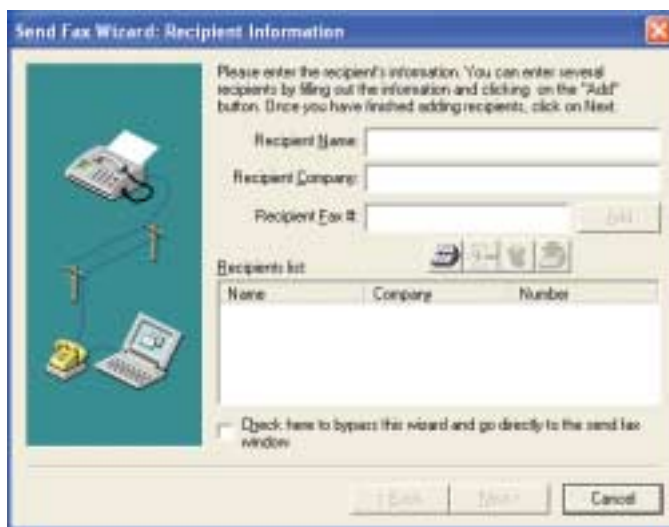 Send Fax Wizard: Recipient Information
Please enter the recipient's information. You can enter several
recipients by filling out the information and clicking on the "Add"
button. Once you have finished adding recipients, click on Next
Recipient Name:
Recipient Company:
Recipient Fax #:
Add
Recipients list
Name Company Number
Check here to bypass this wizard and go directly to the send fax
window
< Back Next > Cancel